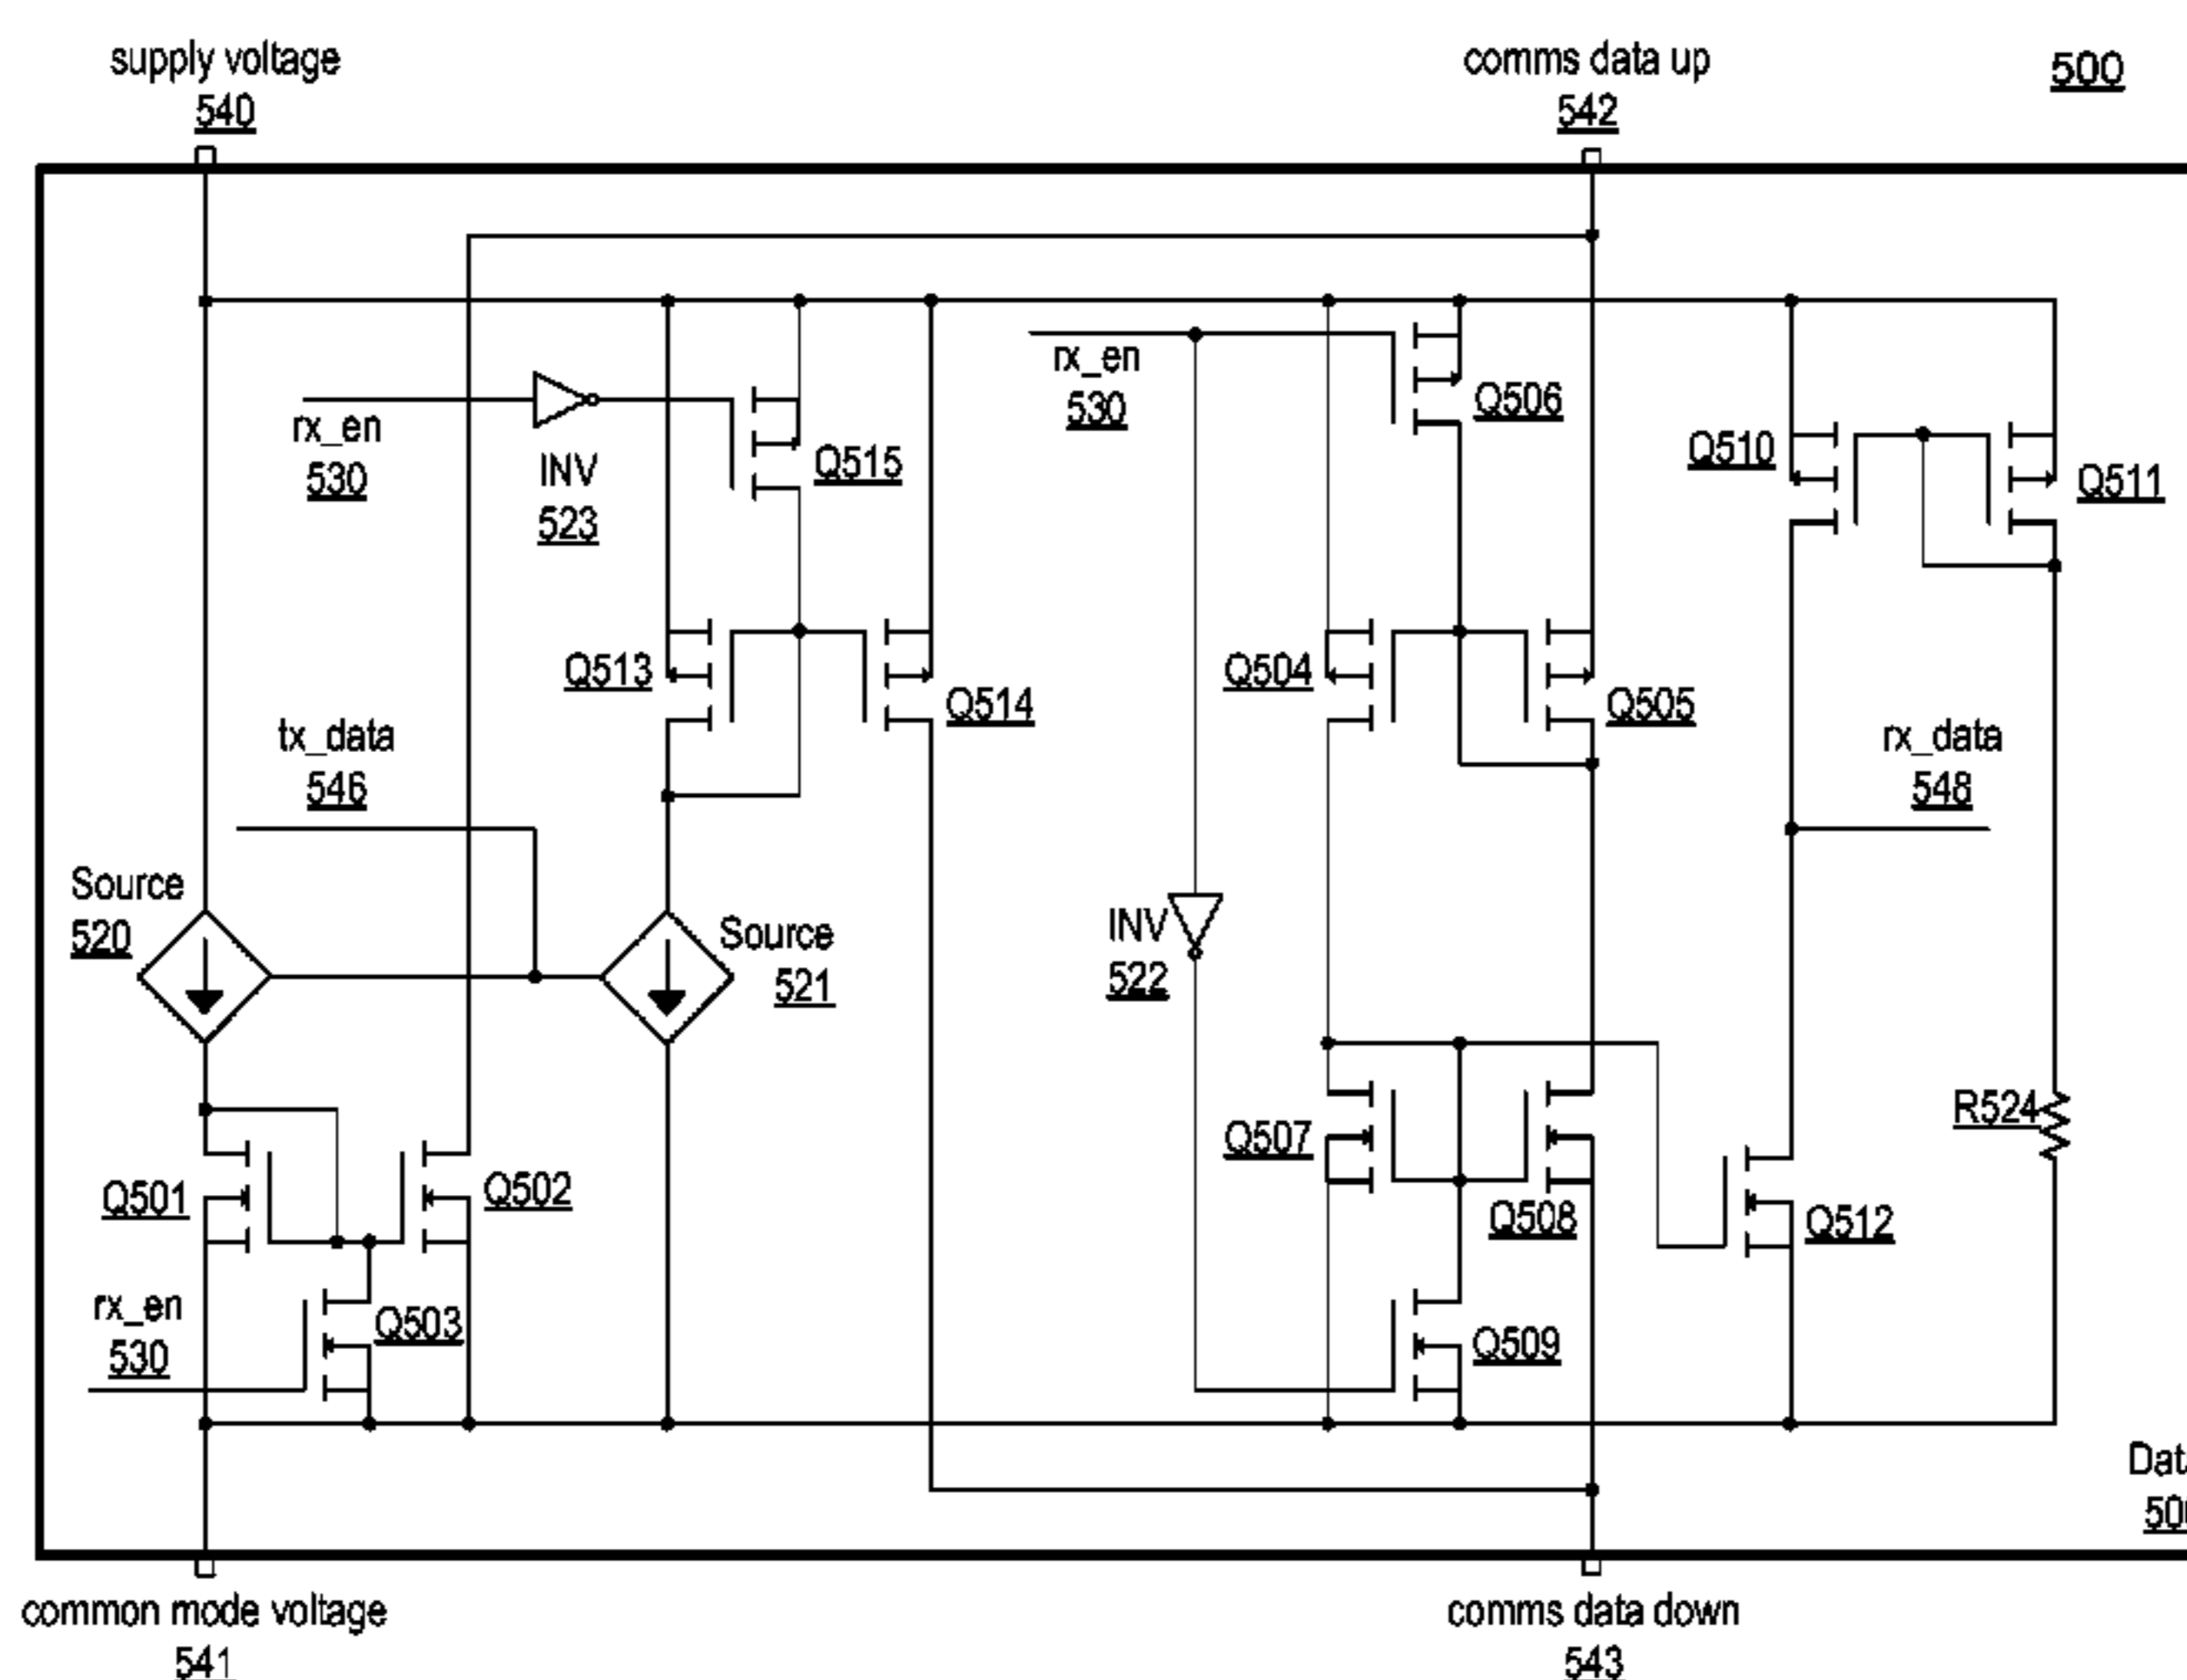 supply voltage
540
comms data up
542
500
rx_en
530
INV
523
Q515
rx_en
530
Q506
Q510
Q511
Q513
Q514
Q504
Q505
tx_data
546
rx_data
548
Source
520
Source
521
INV
522
Q501
Q502
Q507
Q508
R524
Q512
rx_en
530
Q503
Q509
common mode voltage
541
comms data down
543